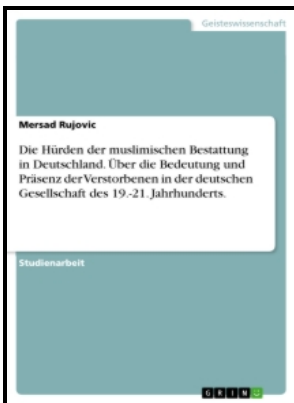 Geisteswissenschaft
Mersad Rujovic
Die Hürden der muslimischen Bestattung
in Deutschland. Über die Bedeutung und
Präsenz der Verstorbenen in der deutschen
Gesellschaft des 19.-21. Jahrhunderts.
Studienarbeit
GRIN